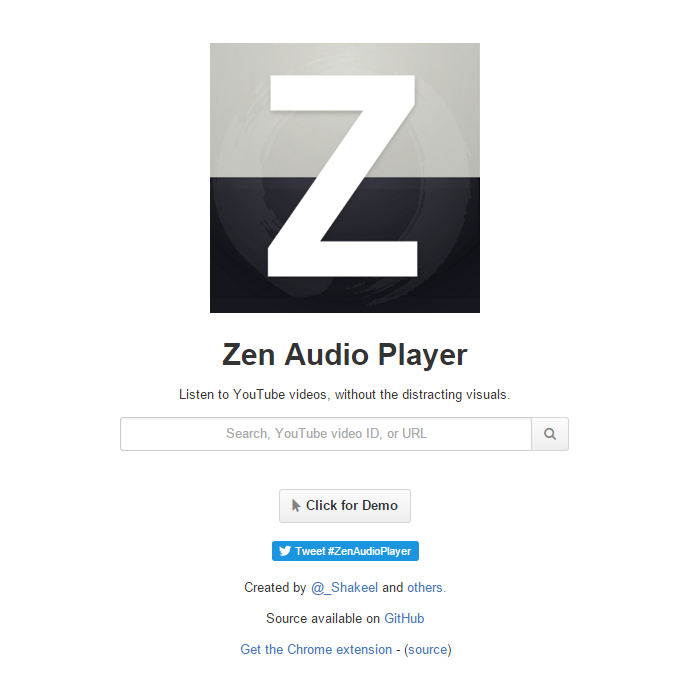 Z
Zen Audio Player
Listen to YouTube videos, without the distracting visuals.
Search, YouTube video ID, or URL
Click for Demo
Tweet #ZenAudioPlayer
Created by @_Shakeel and others.
Source available on GitHub
Get the Chrome extension - (source)